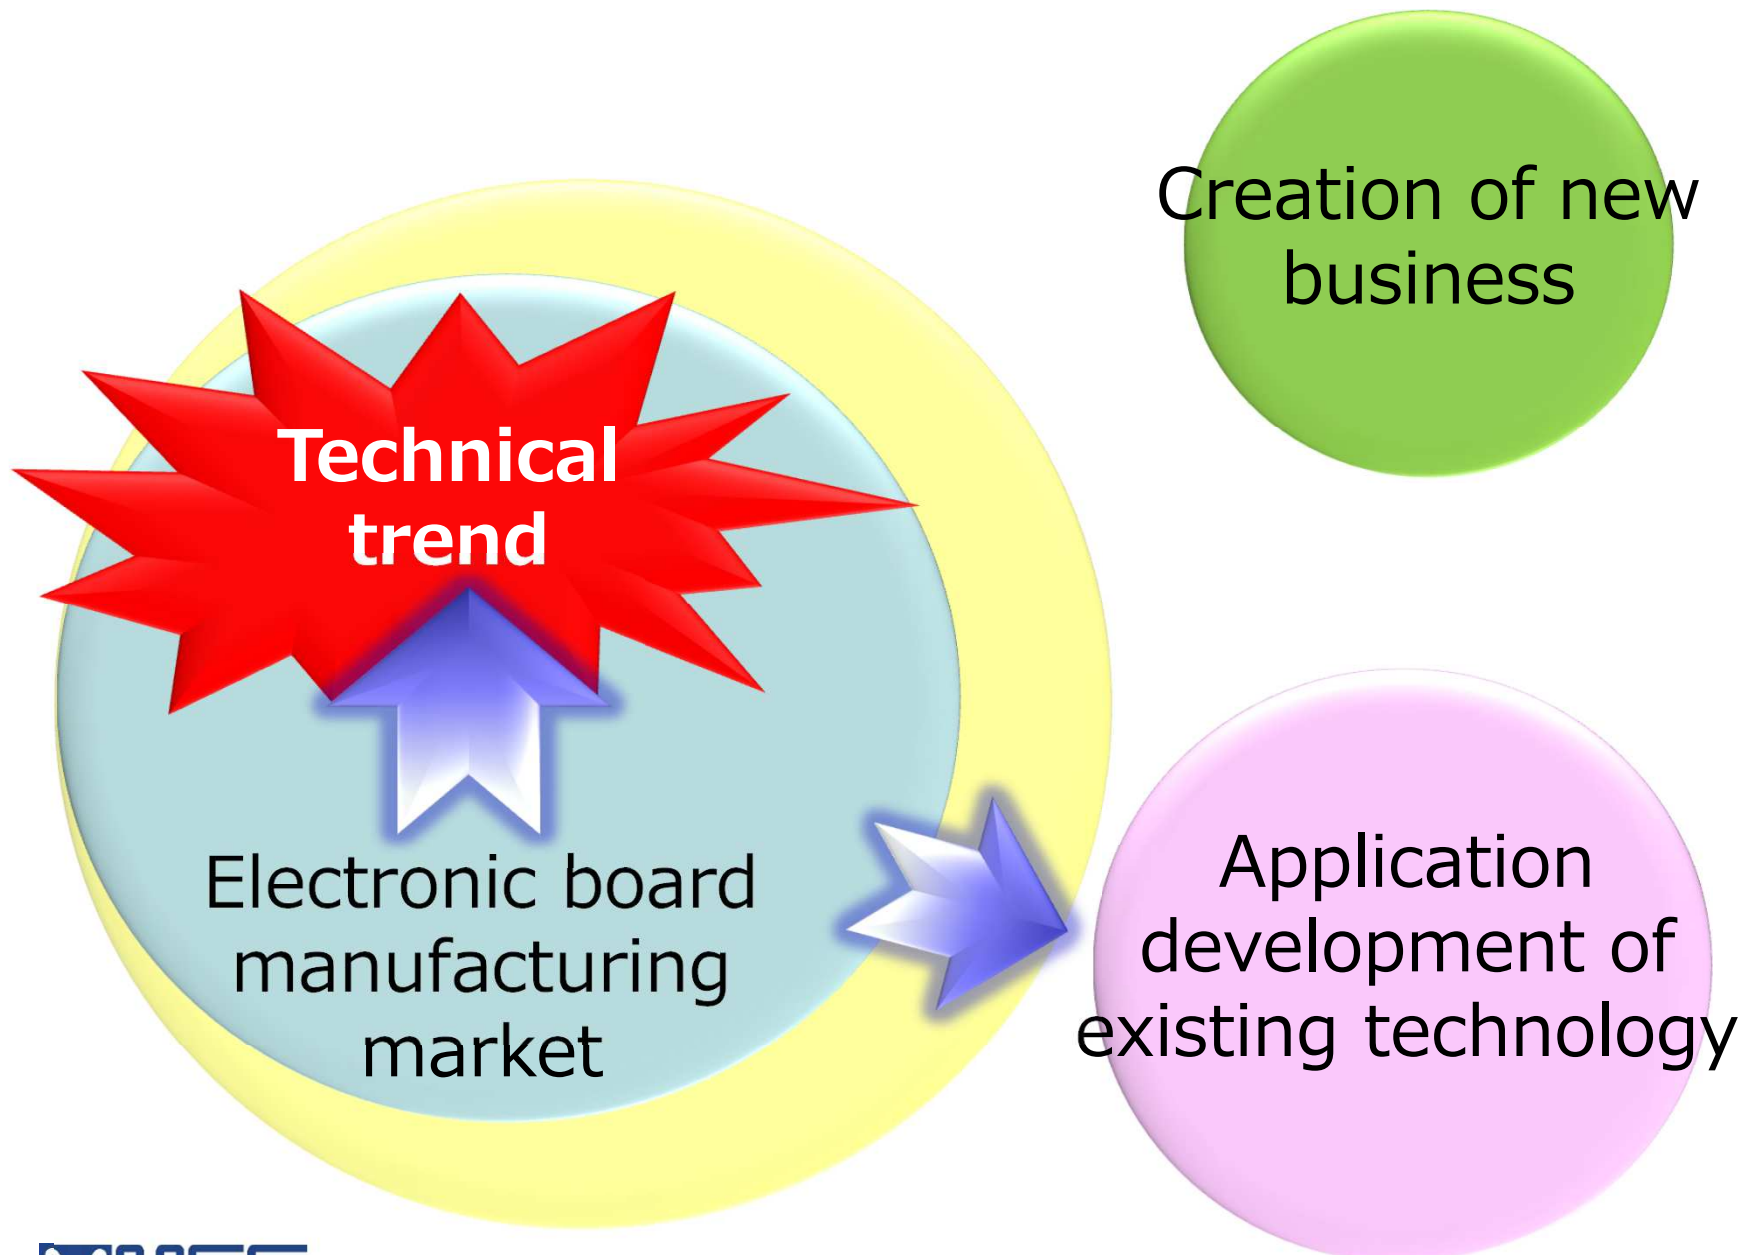 Creation of new
business
Technical
trend
Electronic board
manufacturing
market
Application
development of
existing technology